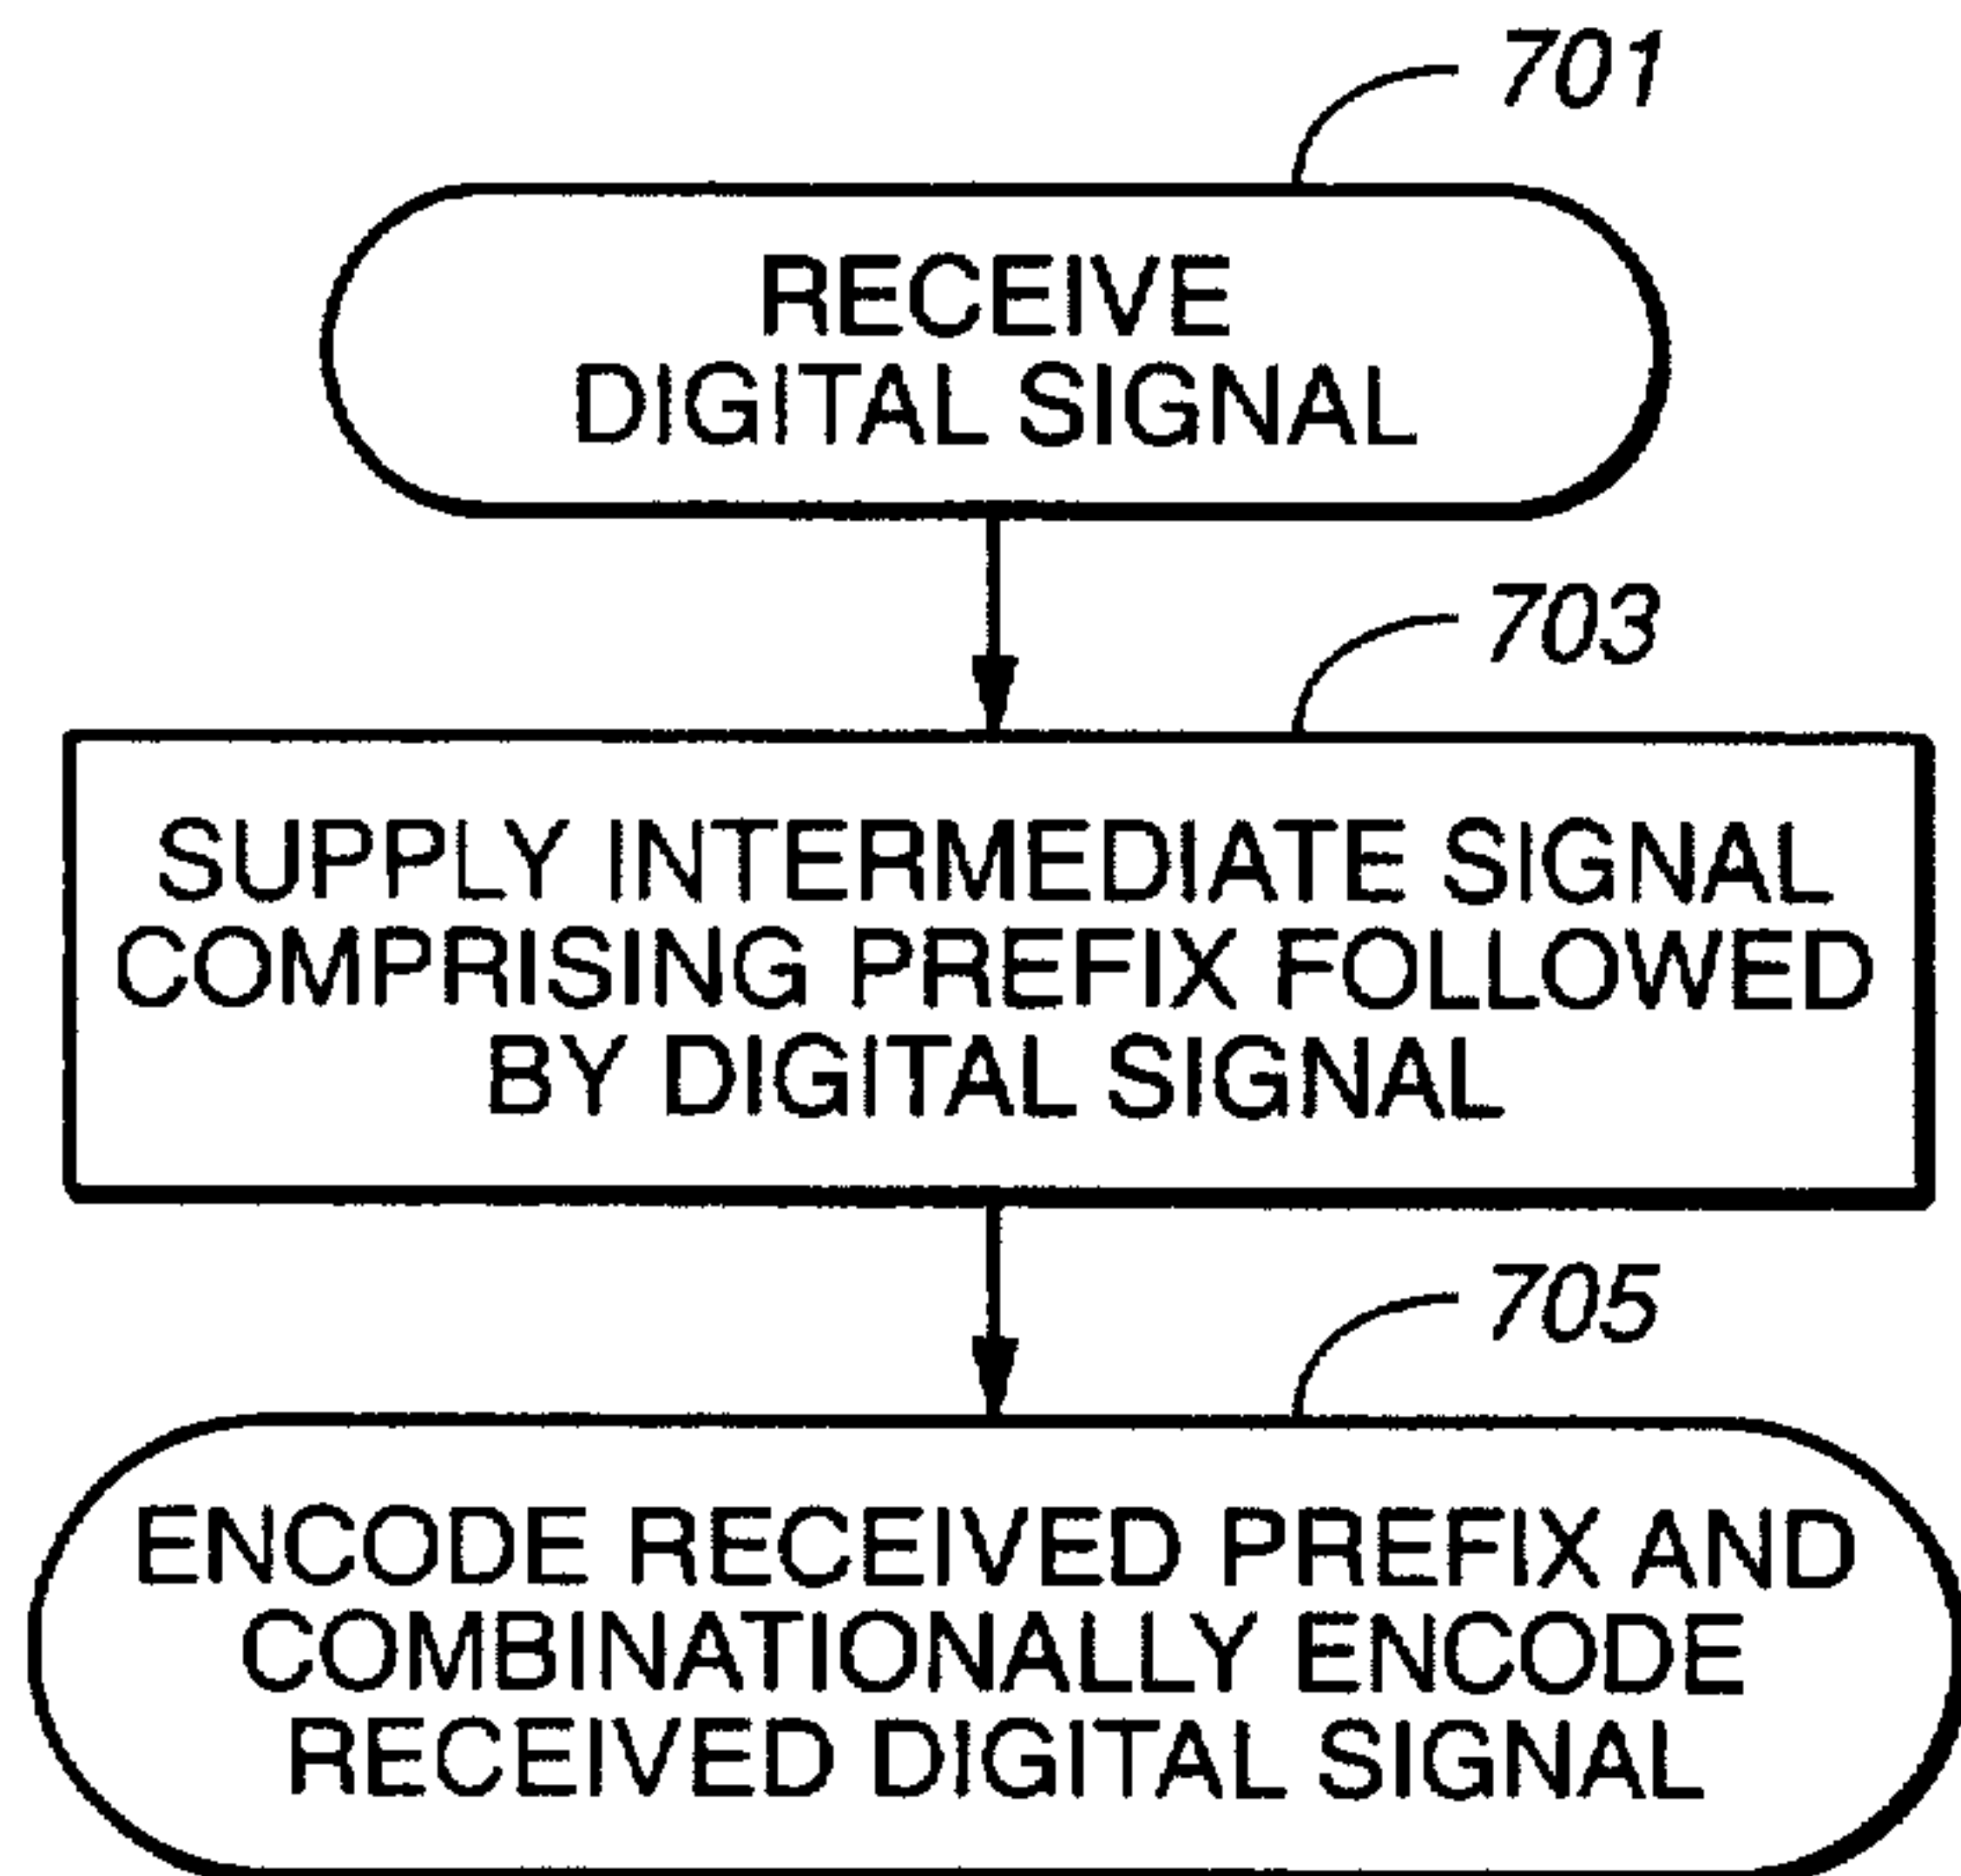 701
RECEIVE
DIGITAL SIGNAL
703
SUPPLY INTERMEDIATE SIGNAL
COMPRISING PREFIX FOLLOWED
BY DIGITAL SIGNAL
705
ENCODE RECEIVED PREFIX AND
COMBINATIONALLY ENCODE
RECEIVED DIGITAL SIGNAL